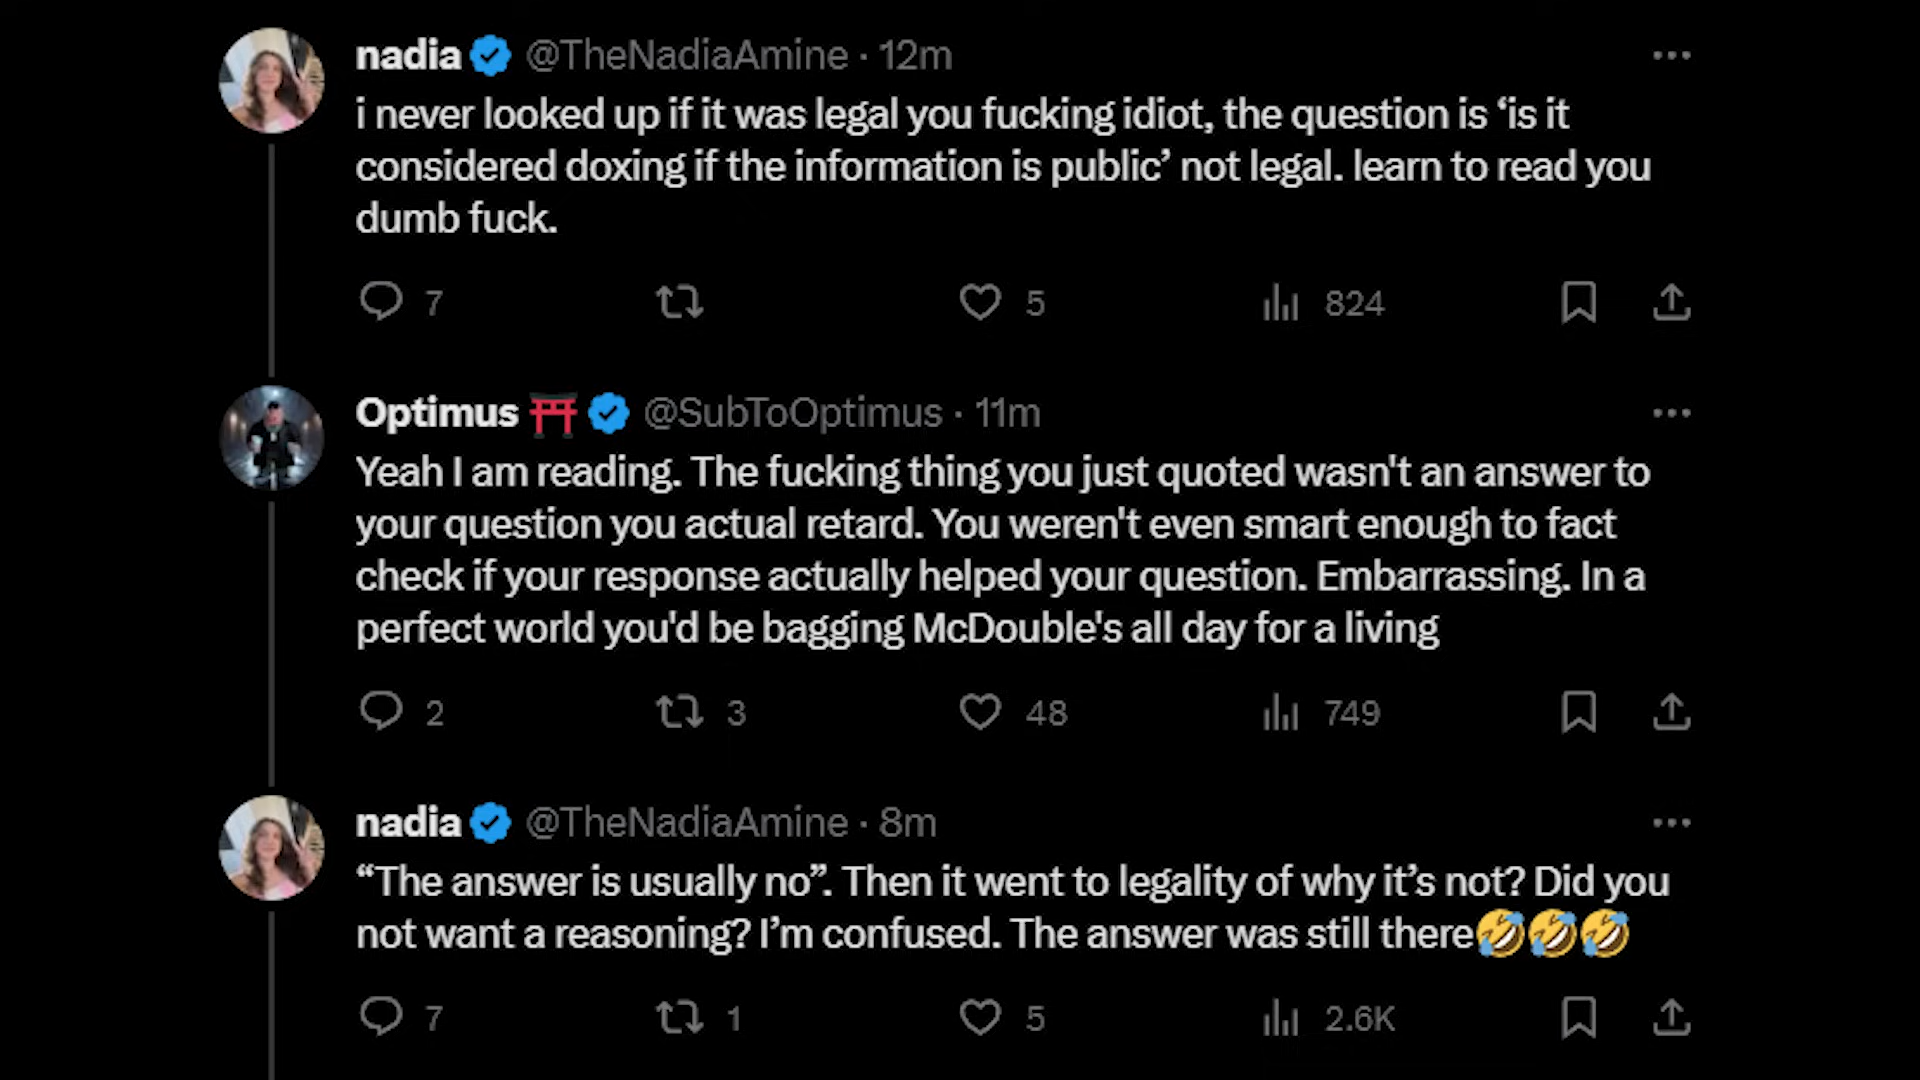 nadia @TheNadiaAmine · 12m
i never looked up if it was legal you fucking idiot, the question is ‘is it
considered doxing if the information is public’ not legal. learn to read you
dumb fuck.
7 5 824
Optimus @SubToOptimus · 11m
Yeah I am reading. The fucking thing you just quoted wasn't an answer to
your question you actual retard. You weren't even smart enough to fact
check if your response actually helped your question. Embarrassing. In a
perfect world you'd be bagging McDouble's all day for a living
2 3 48 749
nadia @TheNadiaAmine · 8m
“The answer is usually no”. Then it went to legality of why it’s not? Did you
not want a reasoning? I’m confused. The answer was still there🤣🤣🤣
7 1 5 2.6K